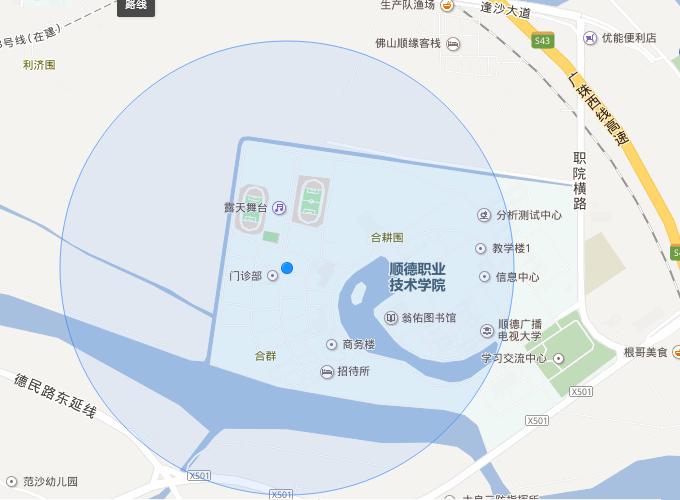 路线
生产队渔场
逢沙大道
3号线(在建)
佛山顺缘客栈
S43
优能便利店
利济围
广珠西线高速
职院横路
露天舞台
分析测试中心
合耕围
教学楼1
门诊部
顺德职业
技术学院
信息中心
翁佑图书馆
顺德广播
电视大学
商务楼
合群
学习交流中心
根哥美食
招待所
德民路东延线
X501
X501
范沙幼儿园
X501
X501